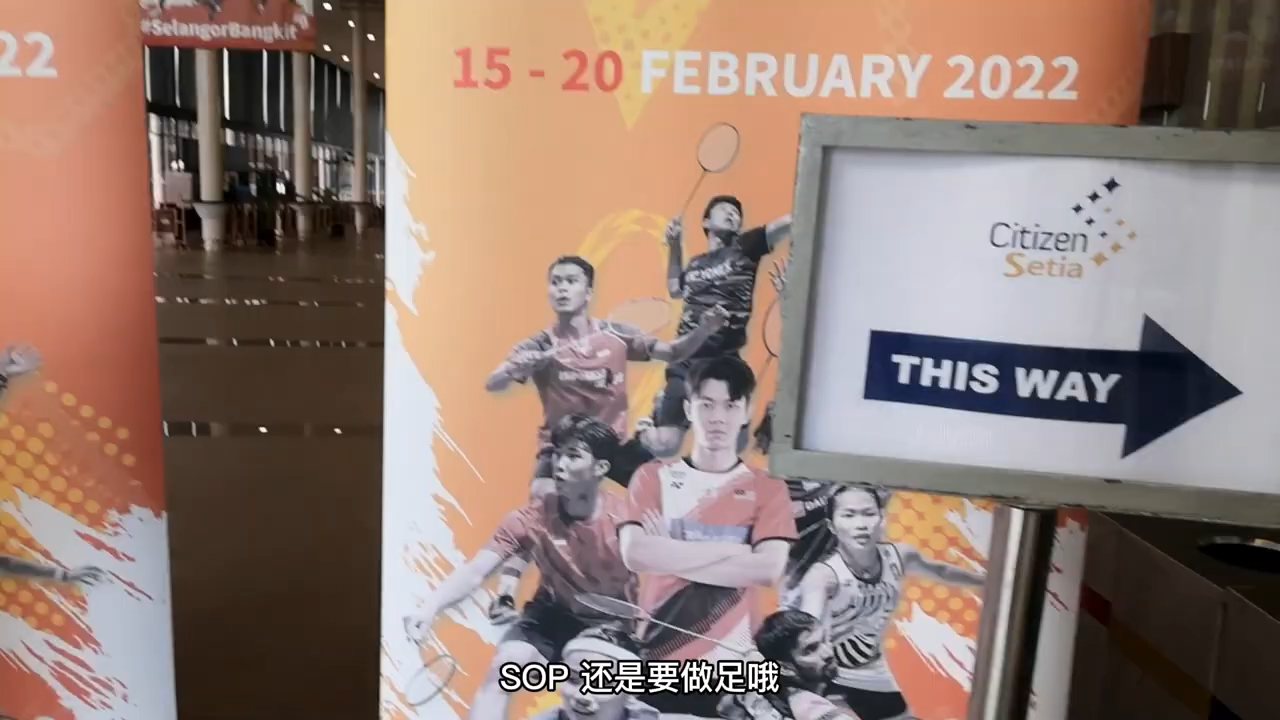 #SelangorBangkit
22
15 - 20 FEBRUARY 2022
Citizen
Setia
THIS WAY
SOP 还是要做足哦